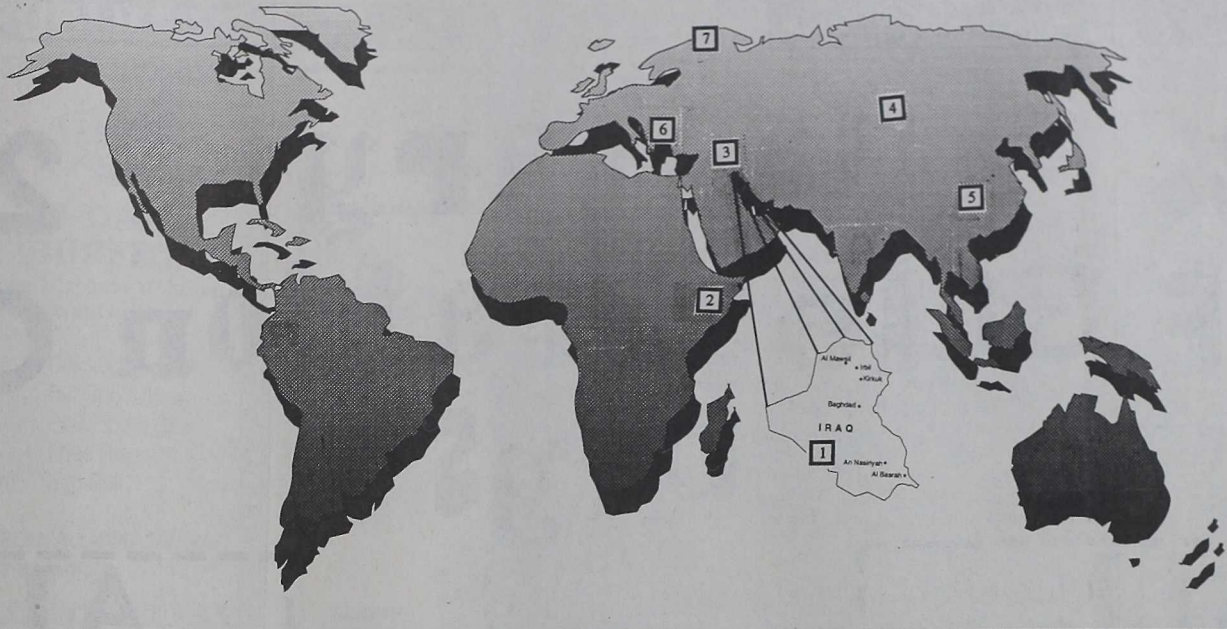 7
4
6
3
5
2
Al Mawsil
Irbil
Kirkuk
Baghdad
IRAQ
1
An Nasiriyah
Al Basrah